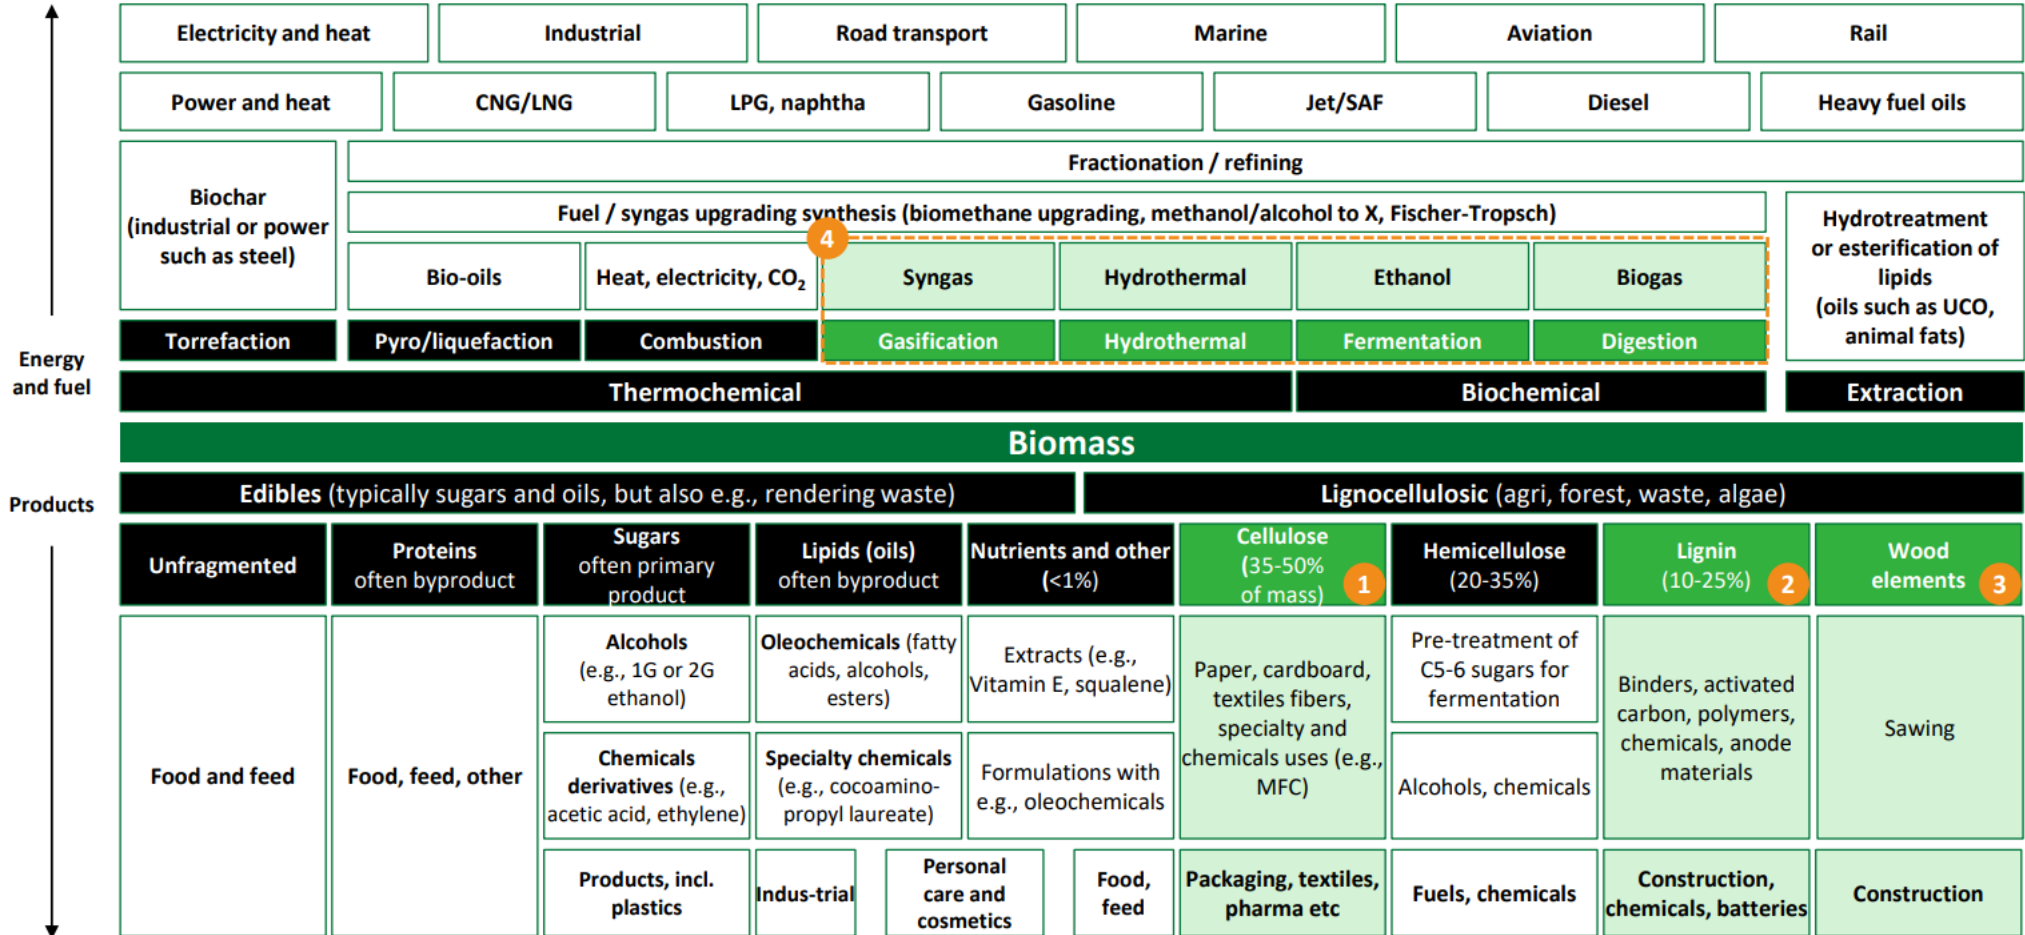 Electricity and heat
Industrial
Road transport
Marine
Aviation
Rail
Power and heat
CNG/LNG
LPG, naphtha
Gasoline
Jet/SAF
Diesel
Heavy fuel oils
Biochar
(industrial or power
such as steel)
Fractionation / refining
Fuel / syngas upgrading synthesis (biomethane upgrading, methanol/alcohol to X, Fischer-Tropsch)
Hydrotreatment
or esterification of
lipids
(oils such as UCO,
animal fats)
4
Bio-oils
Heat, electricity, CO₂
Syngas
Hydrothermal
Ethanol
Biogas
Torrefaction
Pyro/liquefaction
Combustion
Gasification
Hydrothermal
Fermentation
Digestion
Energy
and fuel
Thermochemical
Biochemical
Extraction
Biomass
Products
Edibles (typically sugars and oils, but also e.g., rendering waste)
Lignocellulosic (agri, forest, waste, algae)
Unfragmented
Proteins
often byproduct
Sugars
often primary
product
Lipids (oils)
often byproduct
Nutrients and other
(<1%)
Cellulose
(35-50%
of mass)
1
Hemicellulose
(20-35%)
Lignin
(10-25%)
2
Wood
elements
3
Food and feed
Food, feed, other
Alcohols
(e.g., 1G or 2G
ethanol)
Oleochemicals (fatty
acids, alcohols,
esters)
Extracts (e.g.,
Vitamin E, squalene)
Paper, cardboard,
textiles fibers,
specialty and
chemicals uses (e.g.,
MFC)
Pre-treatment of
C5-6 sugars for
fermentation
Binders, activated
carbon, polymers,
chemicals, anode
materials
Sawing
Chemicals
derivatives (e.g.,
acetic acid, ethylene)
Specialty chemicals
(e.g., cocoamino-
propyl laureate)
Formulations with
e.g., oleochemicals
Alcohols, chemicals
Products, incl.
plastics
Indus-trial
Personal
care and
cosmetics
Food,
feed
Packaging, textiles,
pharma etc
Fuels, chemicals
Construction,
chemicals, batteries
Construction